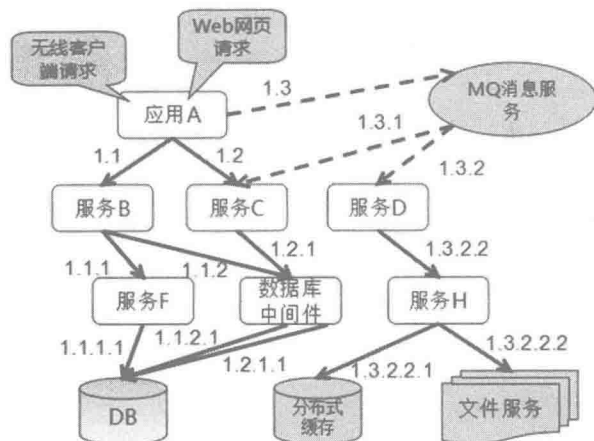 Web网页
请求
无线客户
端请求
应用A
1.3
MQ消息服
务
1.1
1.2
1.3.1
1.3.2
服务B
服务C
服务D
1.1.1
1.1.2
1.2.1
1.3.2.2
服务F
数据库
中间件
服务H
1.1.1.1
1.1.2.1
1.2.1.1
1.3.2.2.1
1.3.2.2.2
DB
分布式
缓存
文件服务